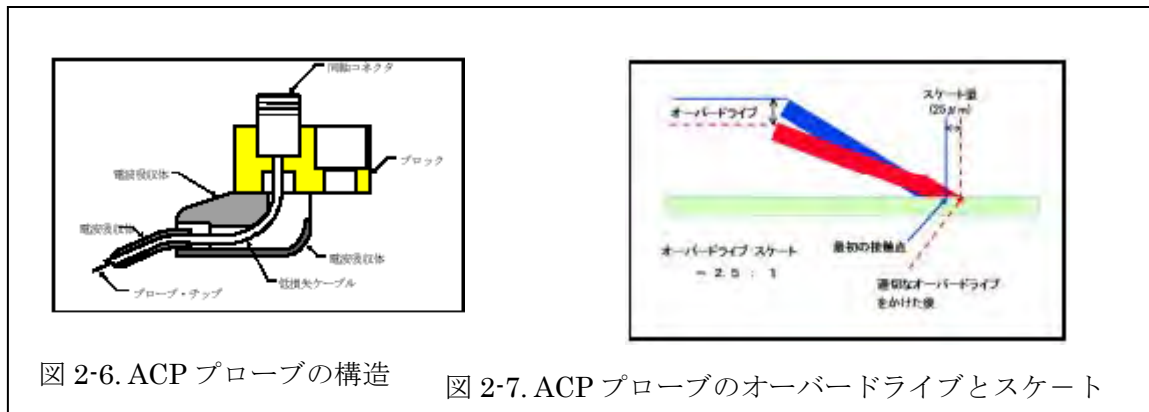 同軸コネクタ
ブロック
電波吸収体
電波吸収体
電波吸収体
低損失ケーブル
プローブ・チップ
図 2-6. ACP プローブの構造
スケート量
(25μm)
オーバードライブ
最初の接触点
オーバードライブ:スケート
= 2.5 : 1
適切なオーバードライブ
をかけた後
図 2-7. ACP プローブのオーバードライブとスケート